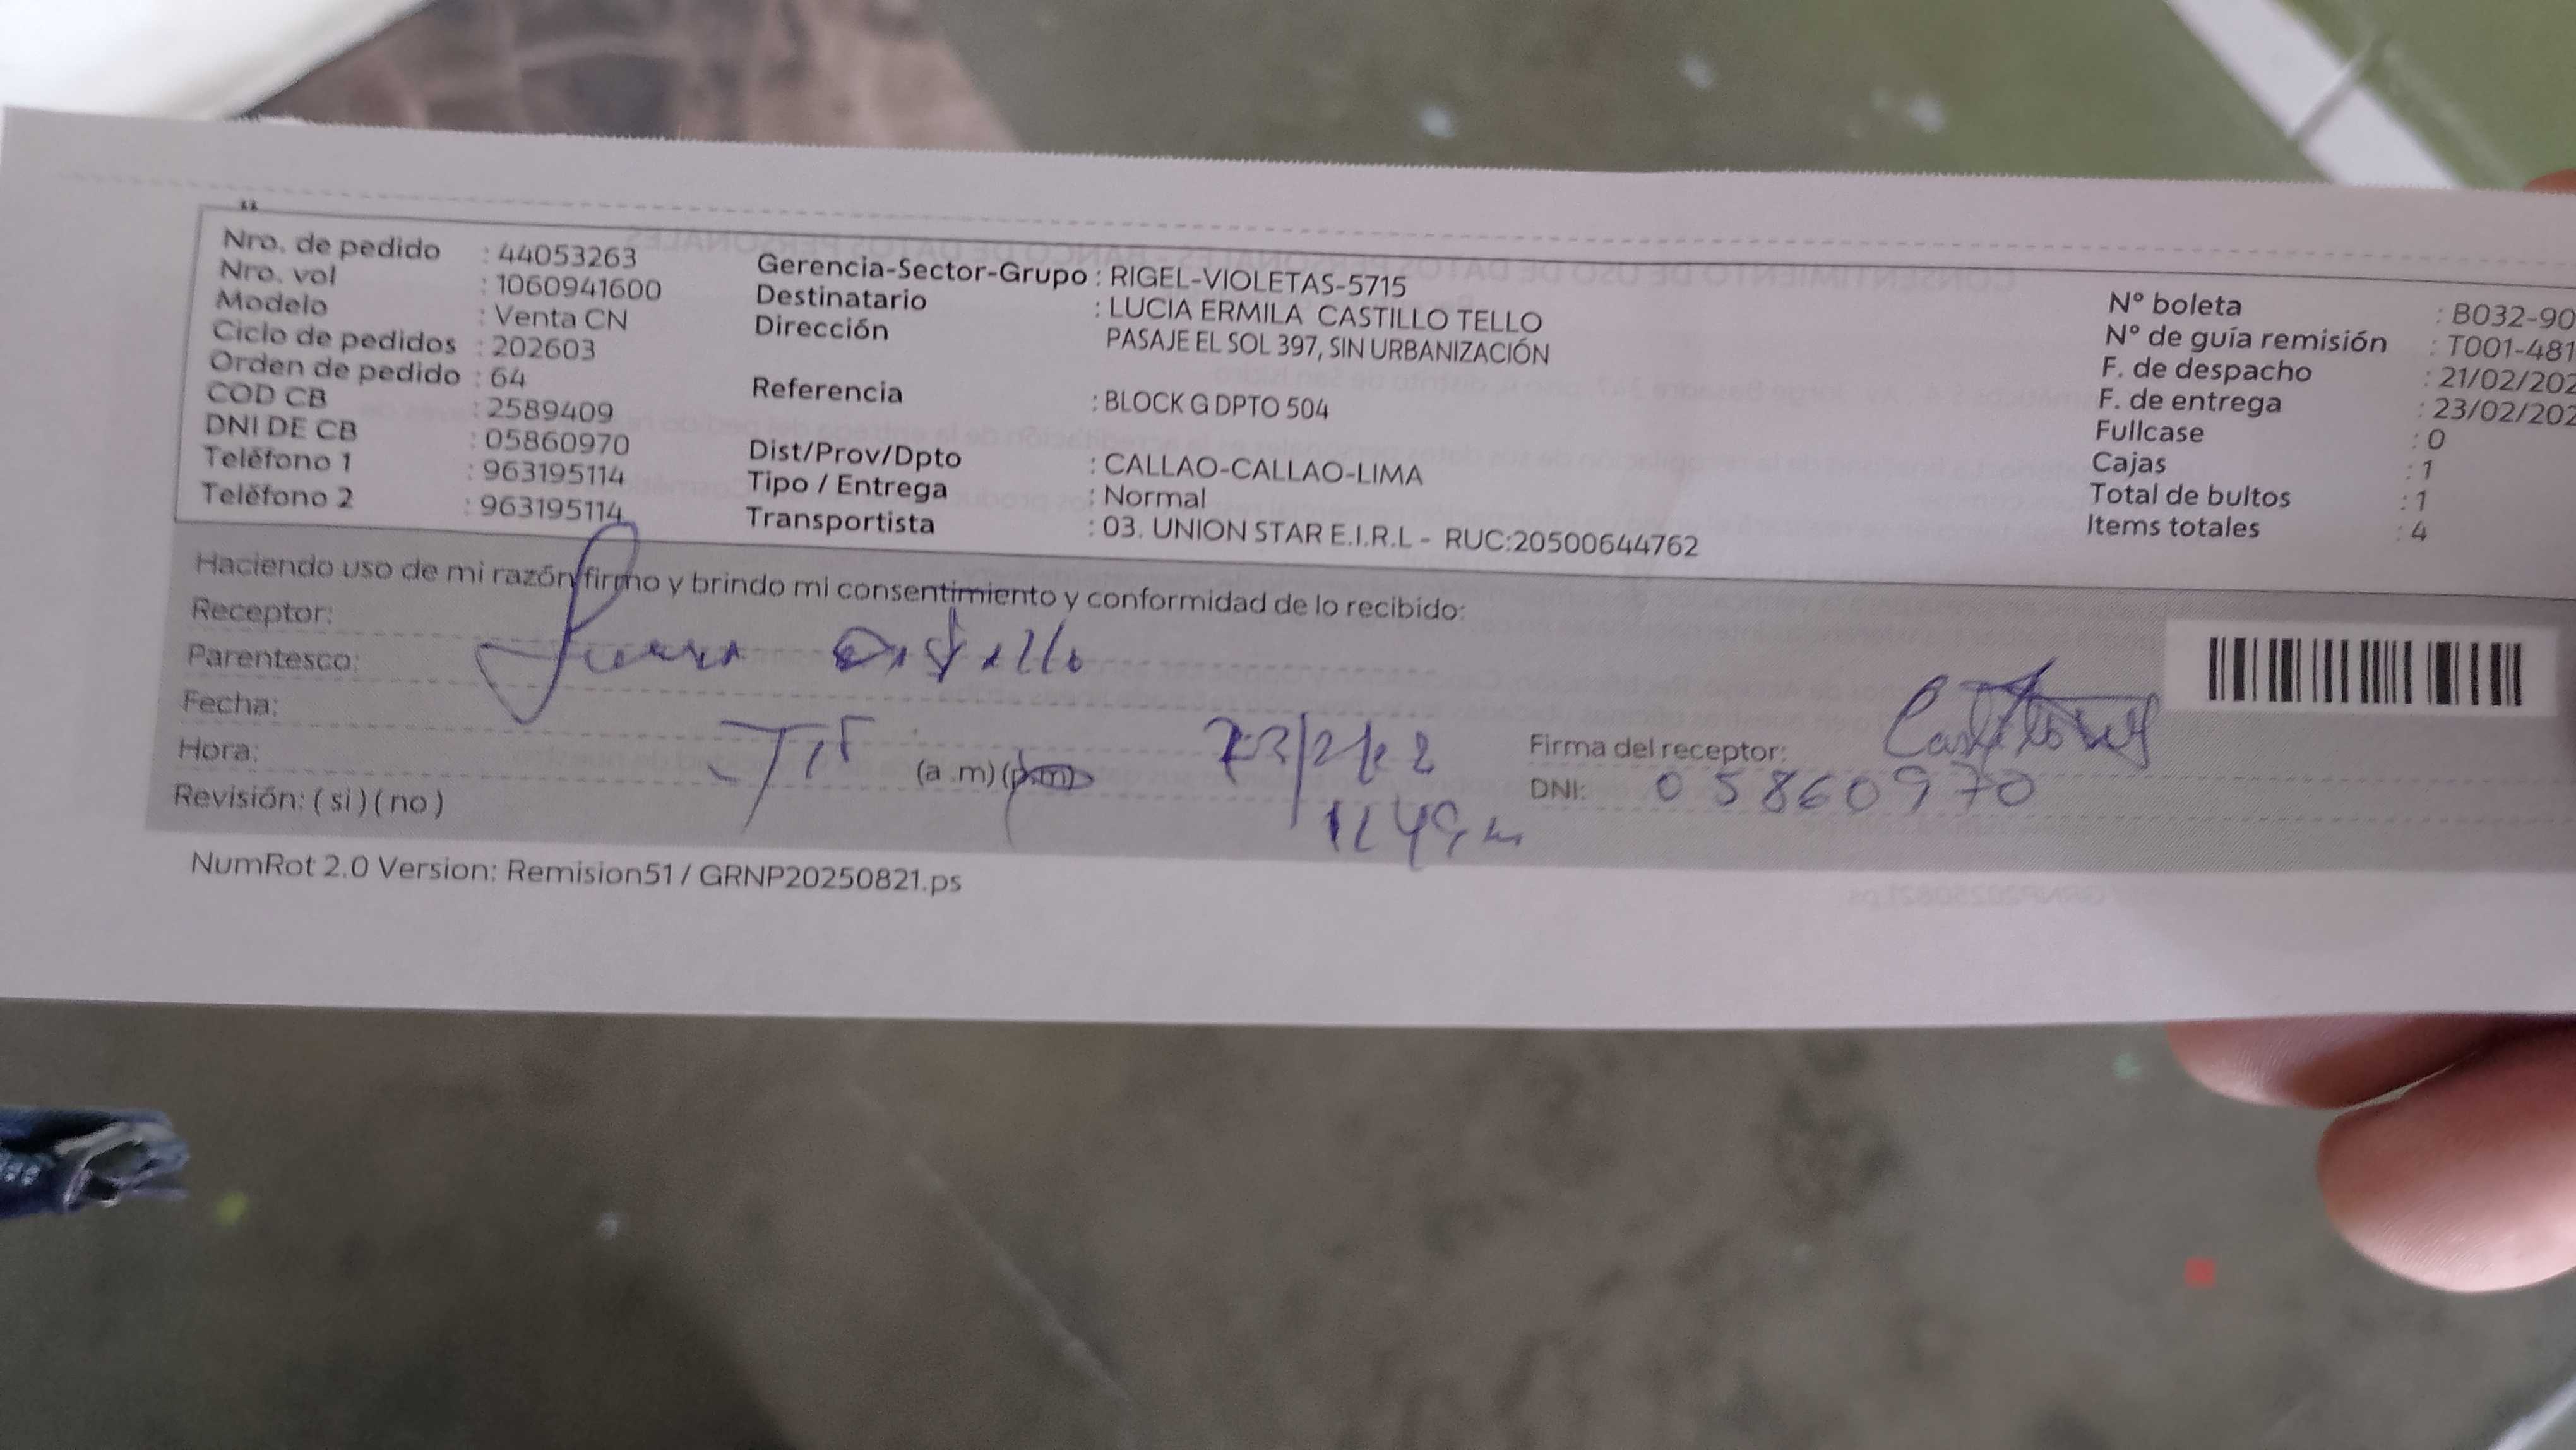 Nro. de pedido : 44053263
Nro. vol : 1060941600
Modelo : Venta CN
Ciclo de pedidos : 202603
Orden de pedido : 64
COD CB : 2589409
DNI DE CB : 05860970
Teléfono 1 : 963195114
Teléfono 2 : 963195114
Gerencia-Sector-Grupo : RIGEL-VIOLETAS-5715
Destinatario : LUCIA ERMILA CASTILLO TELLO
Dirección PASAJE EL SOL 397, SIN URBANIZACIÓN
Referencia : BLOCK G DPTO 504
Dist/Prov/Dpto : CALLAO-CALLAO-LIMA
Tipo / Entrega : Normal
Transportista : 03. UNION STAR E.I.R.L - RUC:20500644762
N° boleta : B032-90
N° de guía remisión : T001-481
F. de despacho : 21/02/202
F. de entrega : 23/02/202
Fullcase : 0
Cajas : 1
Total de bultos : 1
Items totales : 4
Haciendo uso de mi razón firmo y brindo mi consentimiento y conformidad de lo recibido:
Receptor:
Parentesco:
Fecha:
Hora: (a .m) (p.m)
Revisión: ( si ) ( no )
Firma del receptor:
DNI: 05860970
NumRot 2.0 Version: Remision51 / GRNP20250821.ps